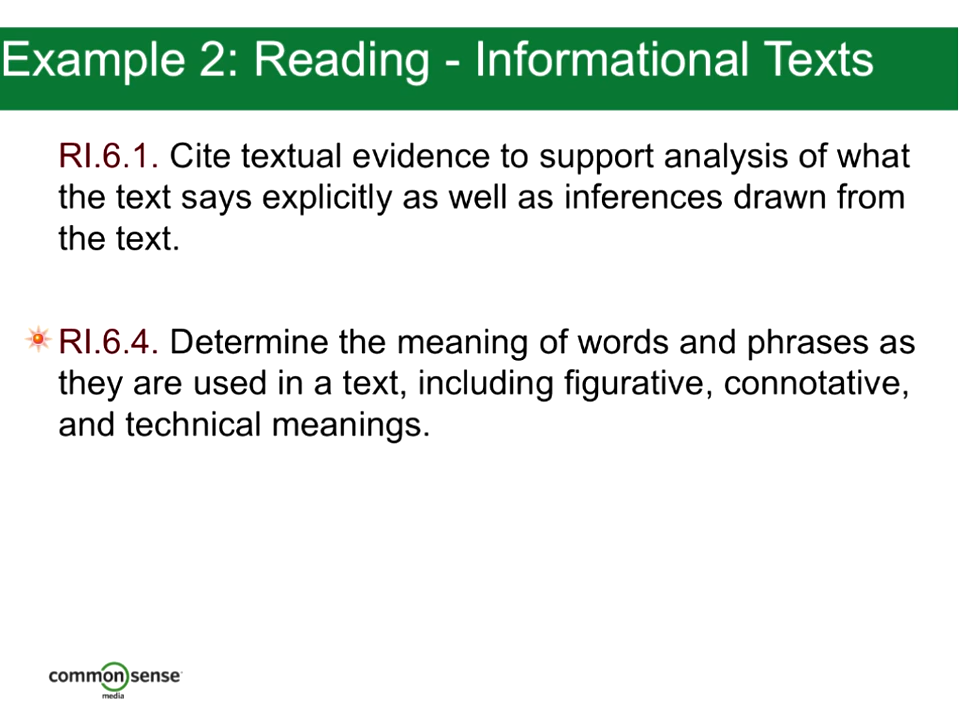 Example 2: Reading - Informational Texts
RI.6.1. Cite textual evidence to support analysis of what
the text says explicitly as well as inferences drawn from
the text.
RI.6.4. Determine the meaning of words and phrases as
they are used in a text, including figurative, connotative,
and technical meanings.
commonsense
media